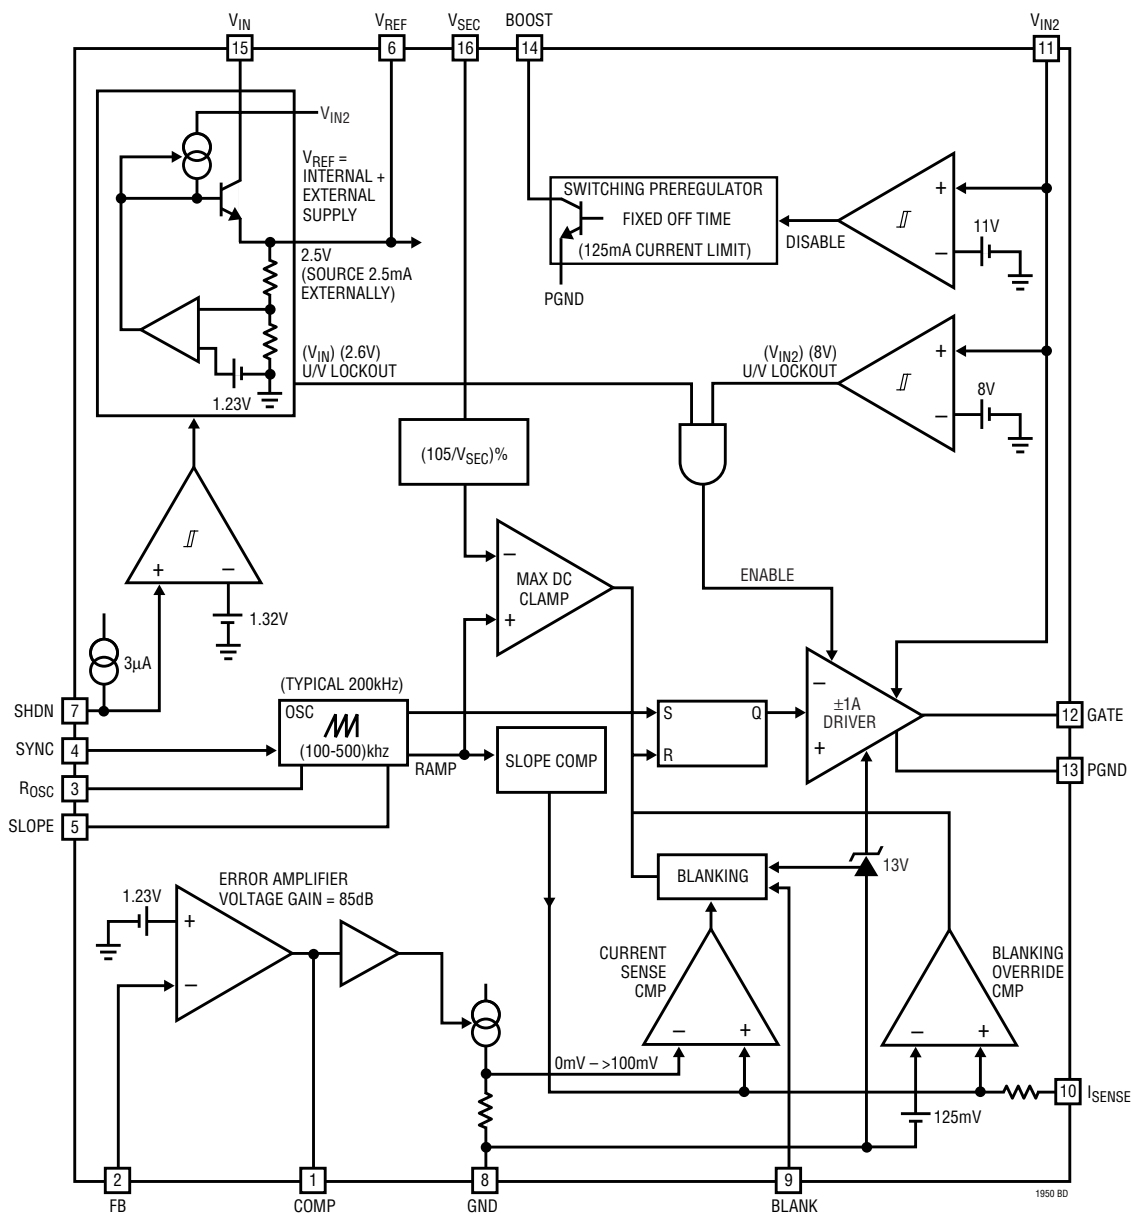 VIN
VREF
VSEC
BOOST
VIN2
15
6
16
14
11
VIN2
VREF =
INTERNAL +
EXTERNAL
SUPPLY
SWITCHING PREREGULATOR
FIXED OFF TIME
(125mA CURRENT LIMIT)
DISABLE
+
–
11V
PGND
2.5V
(SOURCE 2.5mA
EXTERNALLY)
(VIN) (2.6V)
U/V LOCKOUT
1.23V
(VIN2) (8V)
U/V LOCKOUT
+
–
8V
(105/VSEC)%
–
MAX DC
CLAMP
+
ENABLE
+
–
1.32V
3µA
SHDN
7
SYNC
4
ROSC
3
SLOPE
5
(TYPICAL 200kHz)
OSC
(100-500)khz
RAMP
SLOPE COMP
S
Q
R
–
±1A
DRIVER
+
12
GATE
13
PGND
BLANKING
13V
ERROR AMPLIFIER
VOLTAGE GAIN = 85dB
1.23V
+
–
CURRENT
SENSE
CMP
–
+
BLANKING
OVERRIDE
CMP
–
+
0mV – >100mV
125mV
10
ISENSE
2
1
8
9
FB
COMP
GND
BLANK
1950 BD